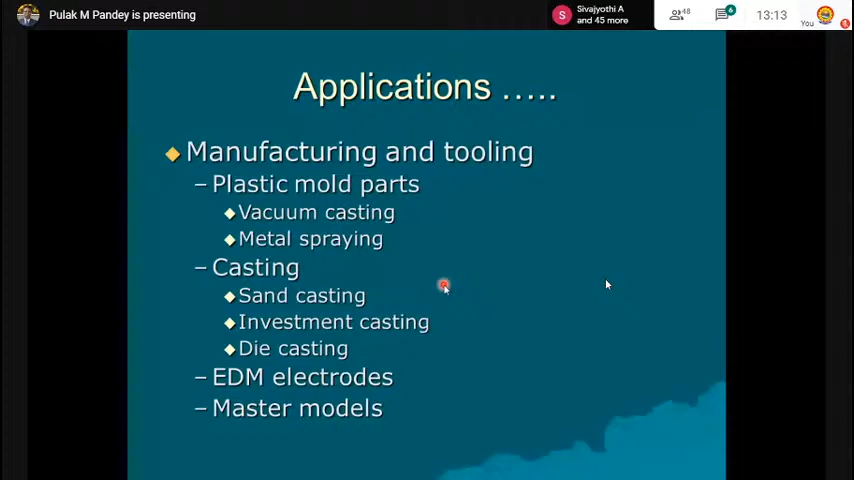 Pulak M Pandey is presenting
S
Sivajyothi A
and 45 more
48
6
13:13
You
Applications …..
Manufacturing and tooling
– Plastic mold parts
Vacuum casting
Metal spraying
– Casting
Sand casting
Investment casting
Die casting
– EDM electrodes
– Master models